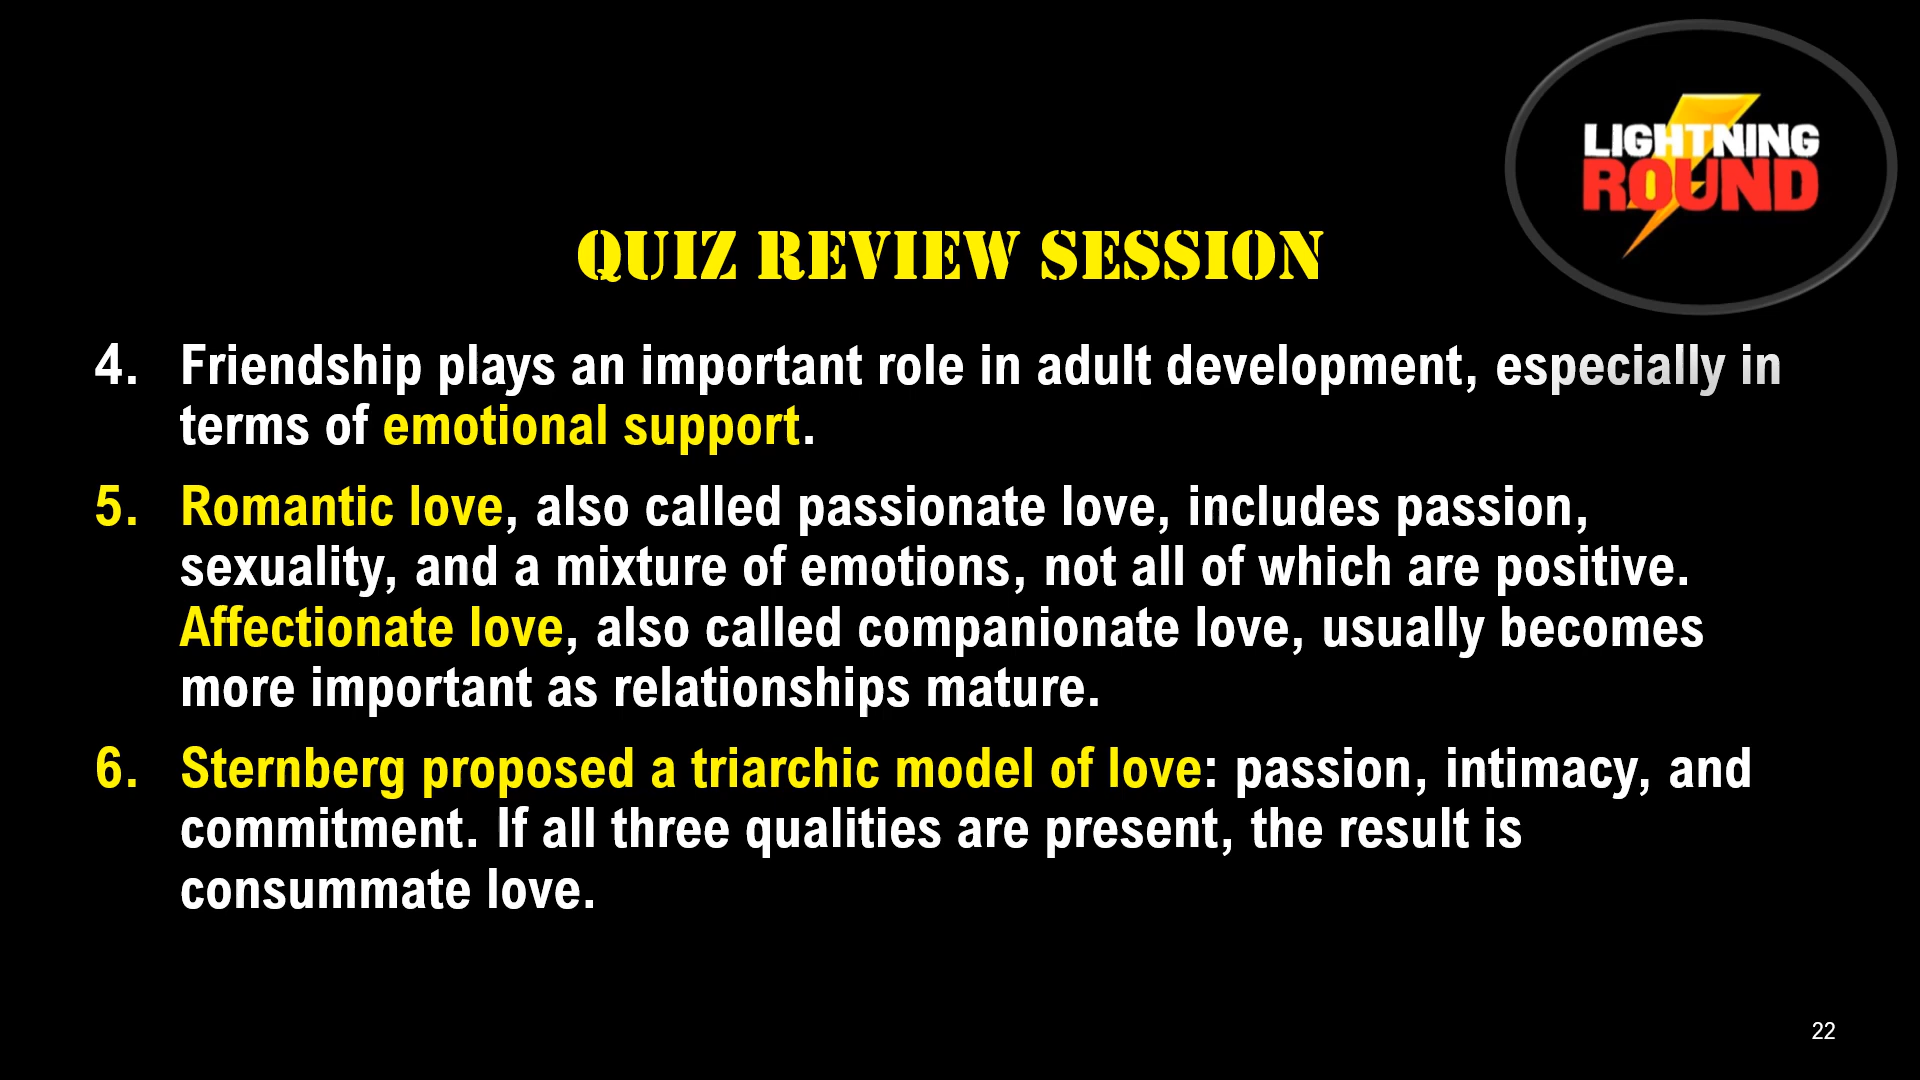 LIGHTNING
ROUND
QUIZ REVIEW SESSION
4. Friendship plays an important role in adult development, especially in
terms of emotional support.
5. Romantic love, also called passionate love, includes passion,
sexuality, and a mixture of emotions, not all of which are positive.
Affectionate love, also called companionate love, usually becomes
more important as relationships mature.
6. Sternberg proposed a triarchic model of love: passion, intimacy, and
commitment. If all three qualities are present, the result is
consummate love.
22